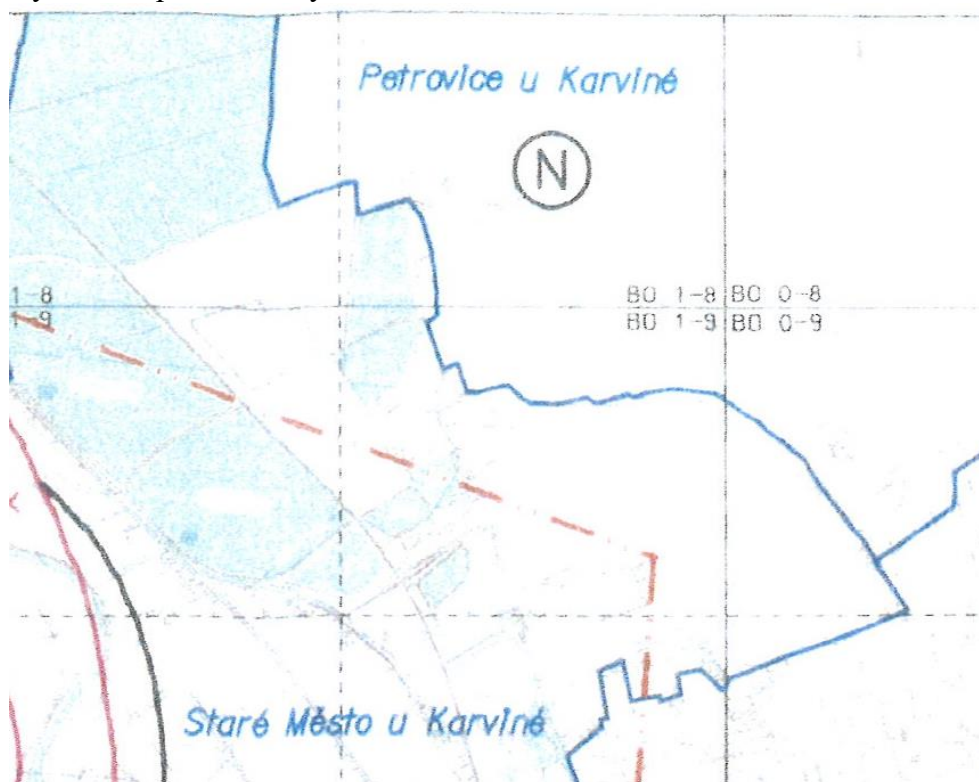 Petrovice u Karviné
N
1-8
BO 1-8 BO 0-8
1-9
BO 1-9 BO 0-9
Staré Město u Karviné